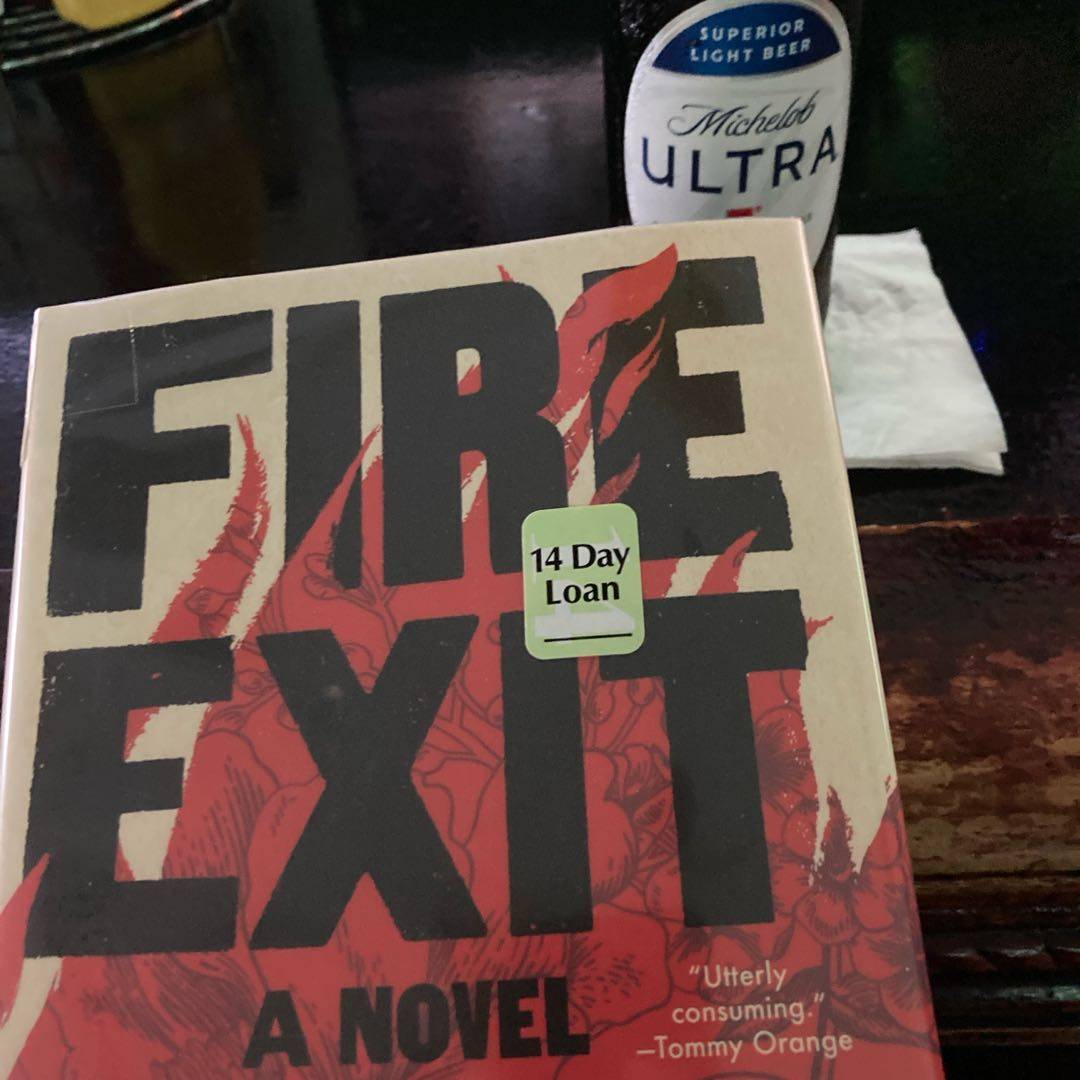 SUPERIOR
LIGHT BEER
Michelob
ULTRA
FIRE
EXIT
14 Day
Loan
A NOVEL
"Utterly
consuming."
—Tommy Orange